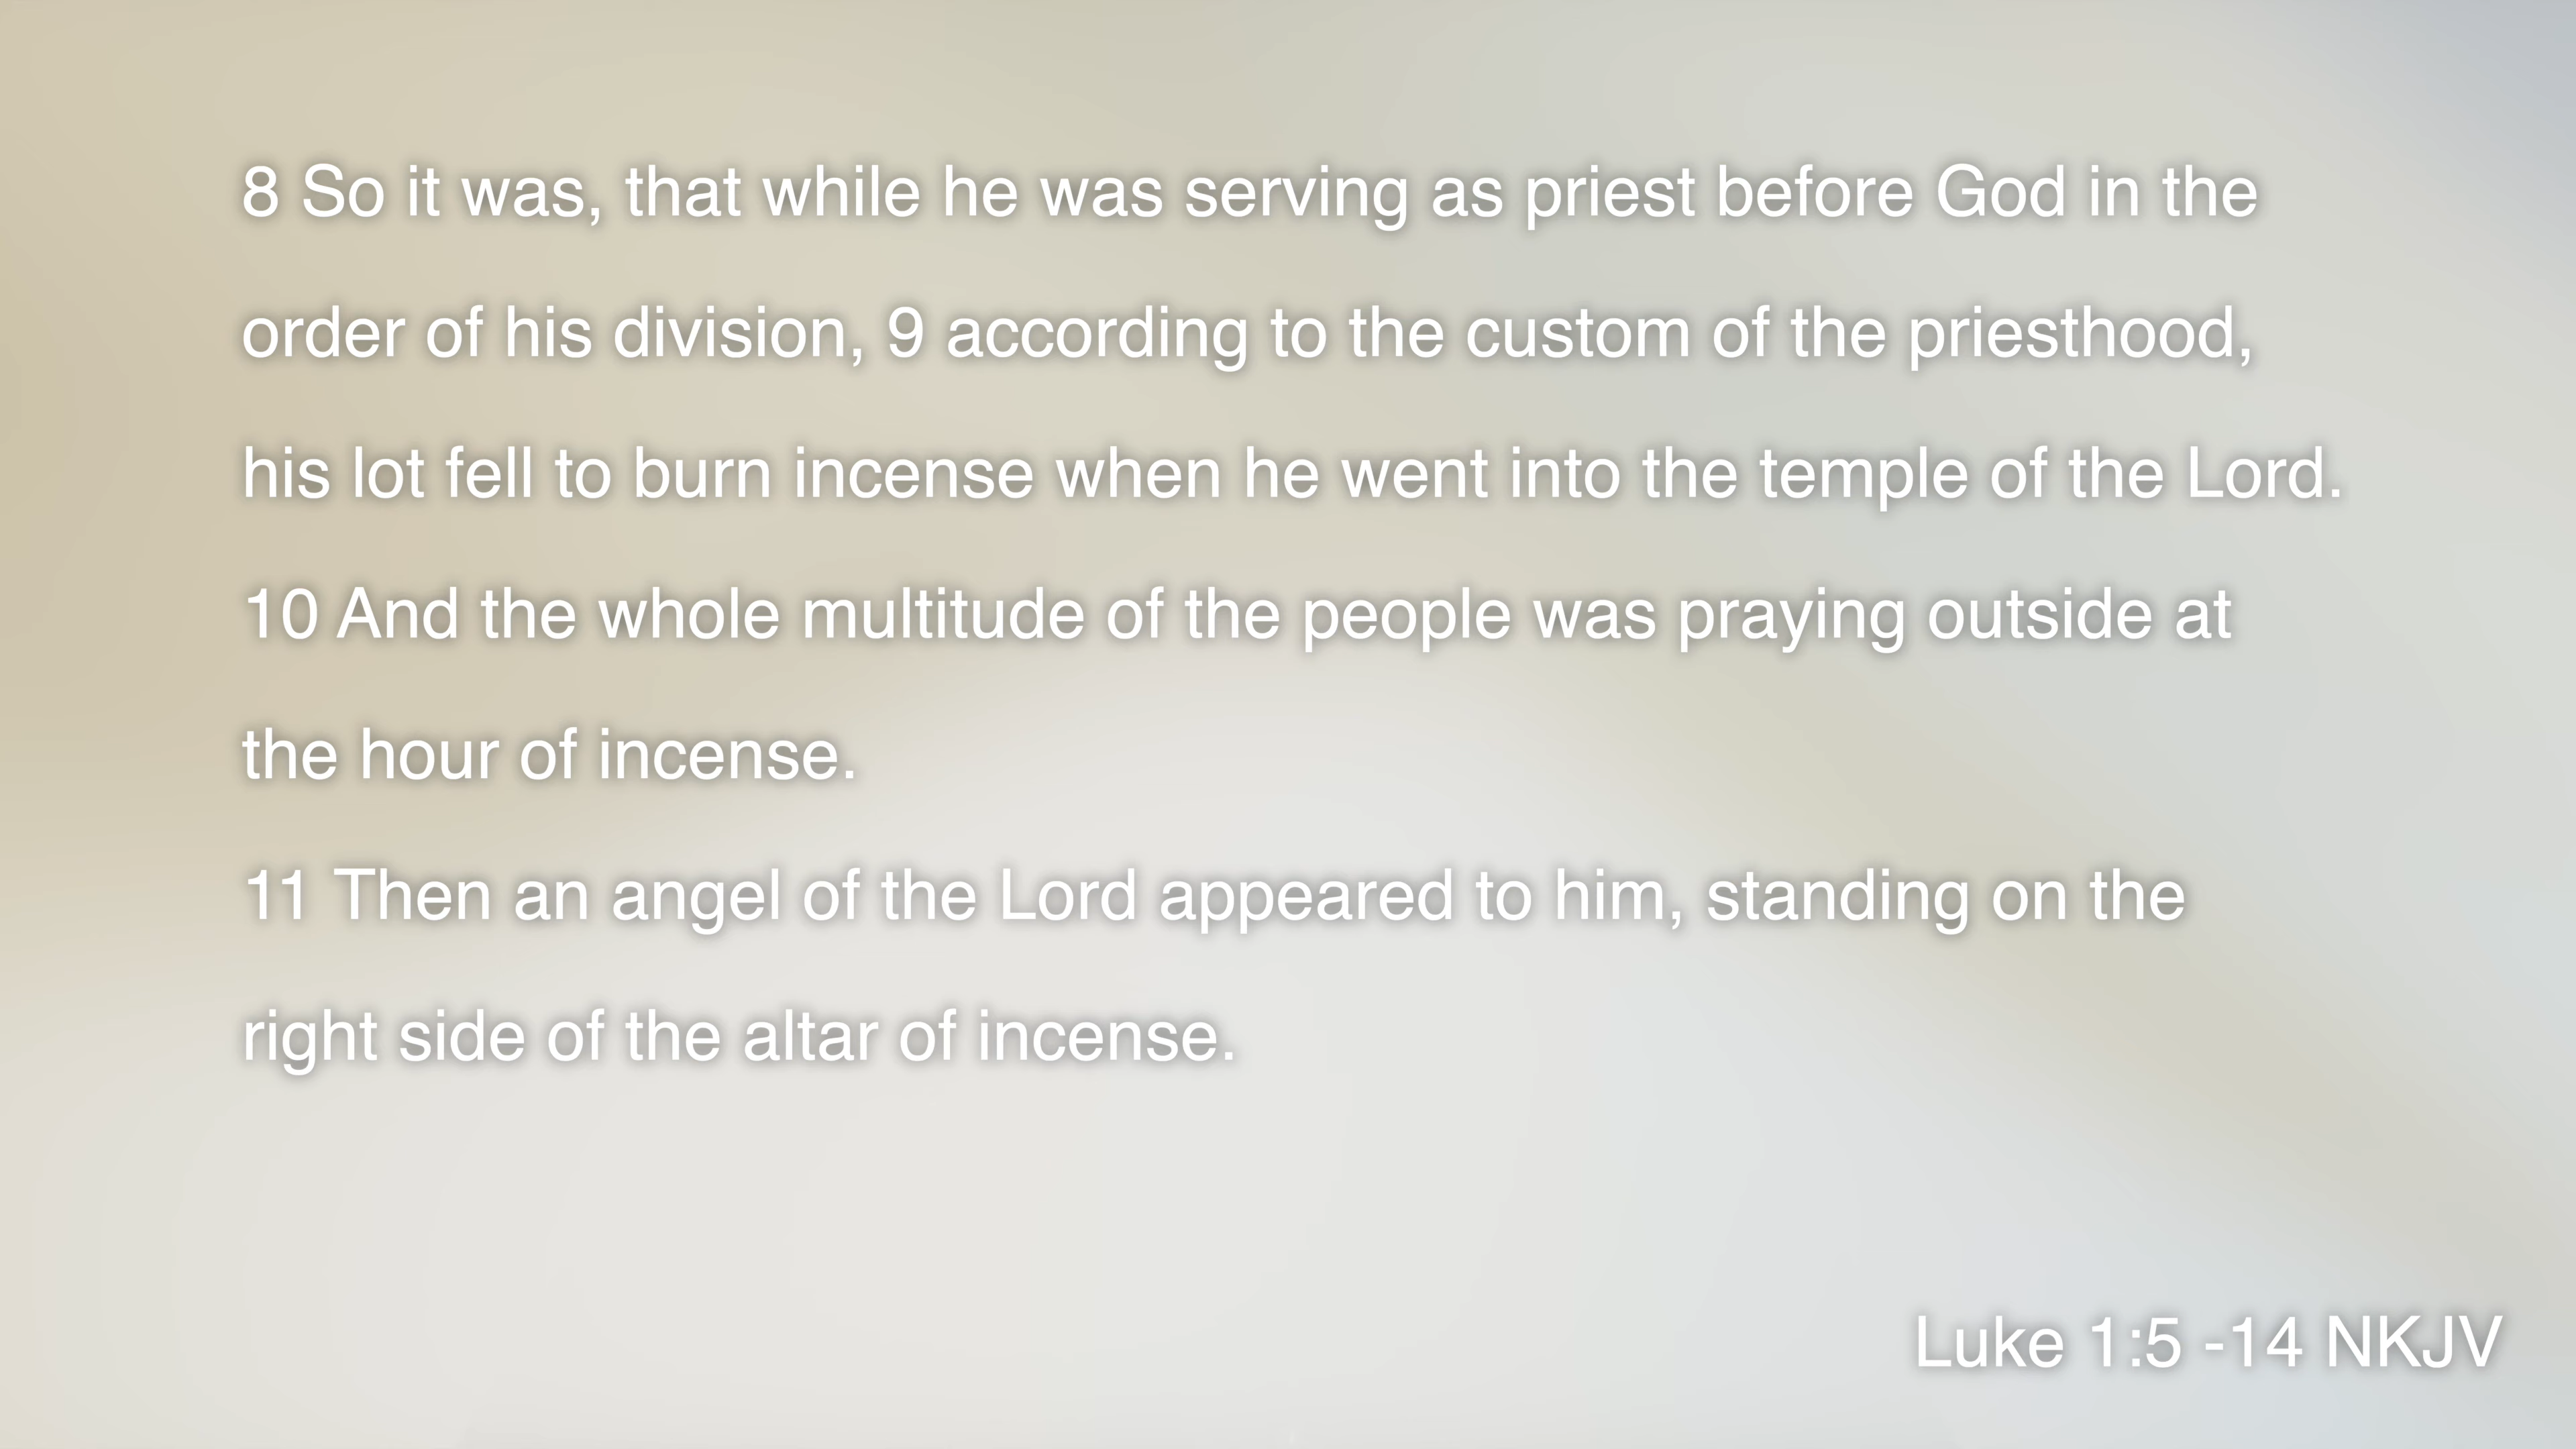 8 So it was, that while he was serving as priest before God in the
order of his division, 9 according to the custom of the priesthood,
his lot fell to burn incense when he went into the temple of the Lord.
10 And the whole multitude of the people was praying outside at
the hour of incense.
11 Then an angel of the Lord appeared to him, standing on the
right side of the altar of incense.
Luke 1:5 -14 NKJV